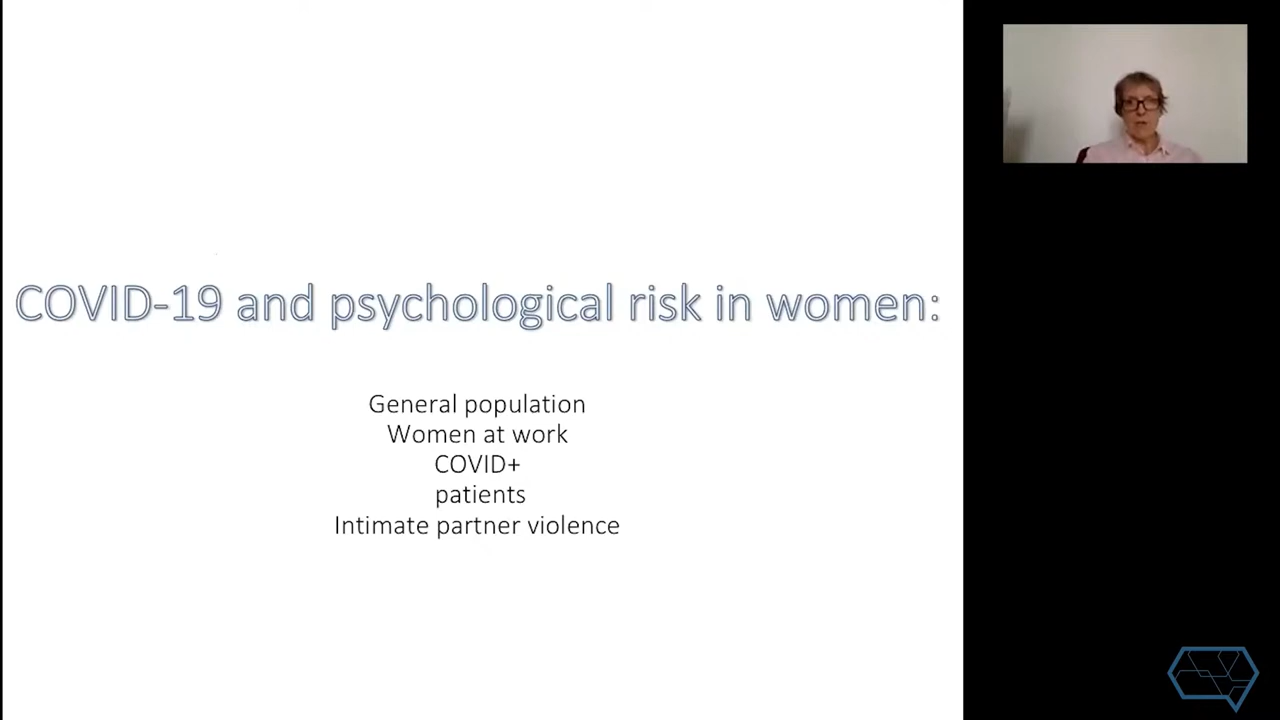 COVID-19 and psychological risk in women:
General population
Women at work
COVID+
patients
Intimate partner violence